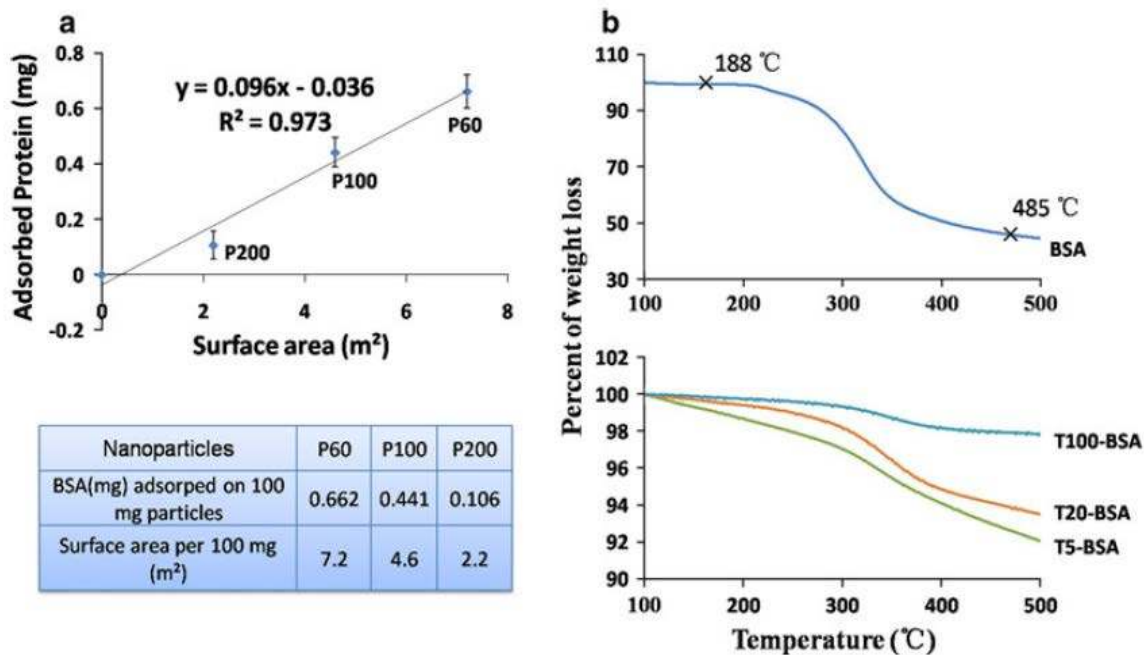 a
Adsorbed Protein (mg)
0.8
0.6
0.4
0.2
0
-0.2
y = 0.096x - 0.036
R² = 0.973
P60
P100
P200
0 2 4 6 8
Surface area (m²)
Nanoparticles P60 P100 P200
BSA(mg) adsorped on 100
mg particles
0.662 0.441 0.106
Surface area per 100 mg
(m²)
7.2 4.6 2.2
b
Percent of weight loss
110
90
70
50
30
188 ℃
485 ℃
BSA
100 200 300 400 500
102
100
98
96
94
92
90
T100-BSA
T20-BSA
T5-BSA
100 200 300 400 500
Temperature (℃)